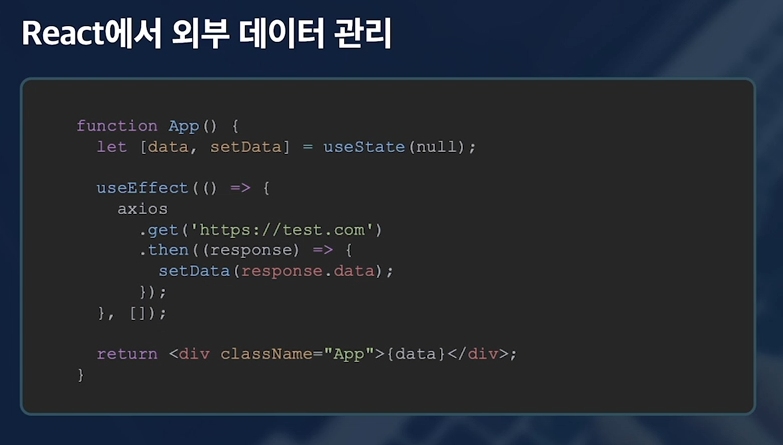 React에서 외부 데이터 관리
function App() {
let [data, setData] = useState(null);
useEffect(() => {
axios
.get('https://test.com')
.then((response) => {
setData(response.data);
});
}, []);
return <div className="App">{data}</div>;
}